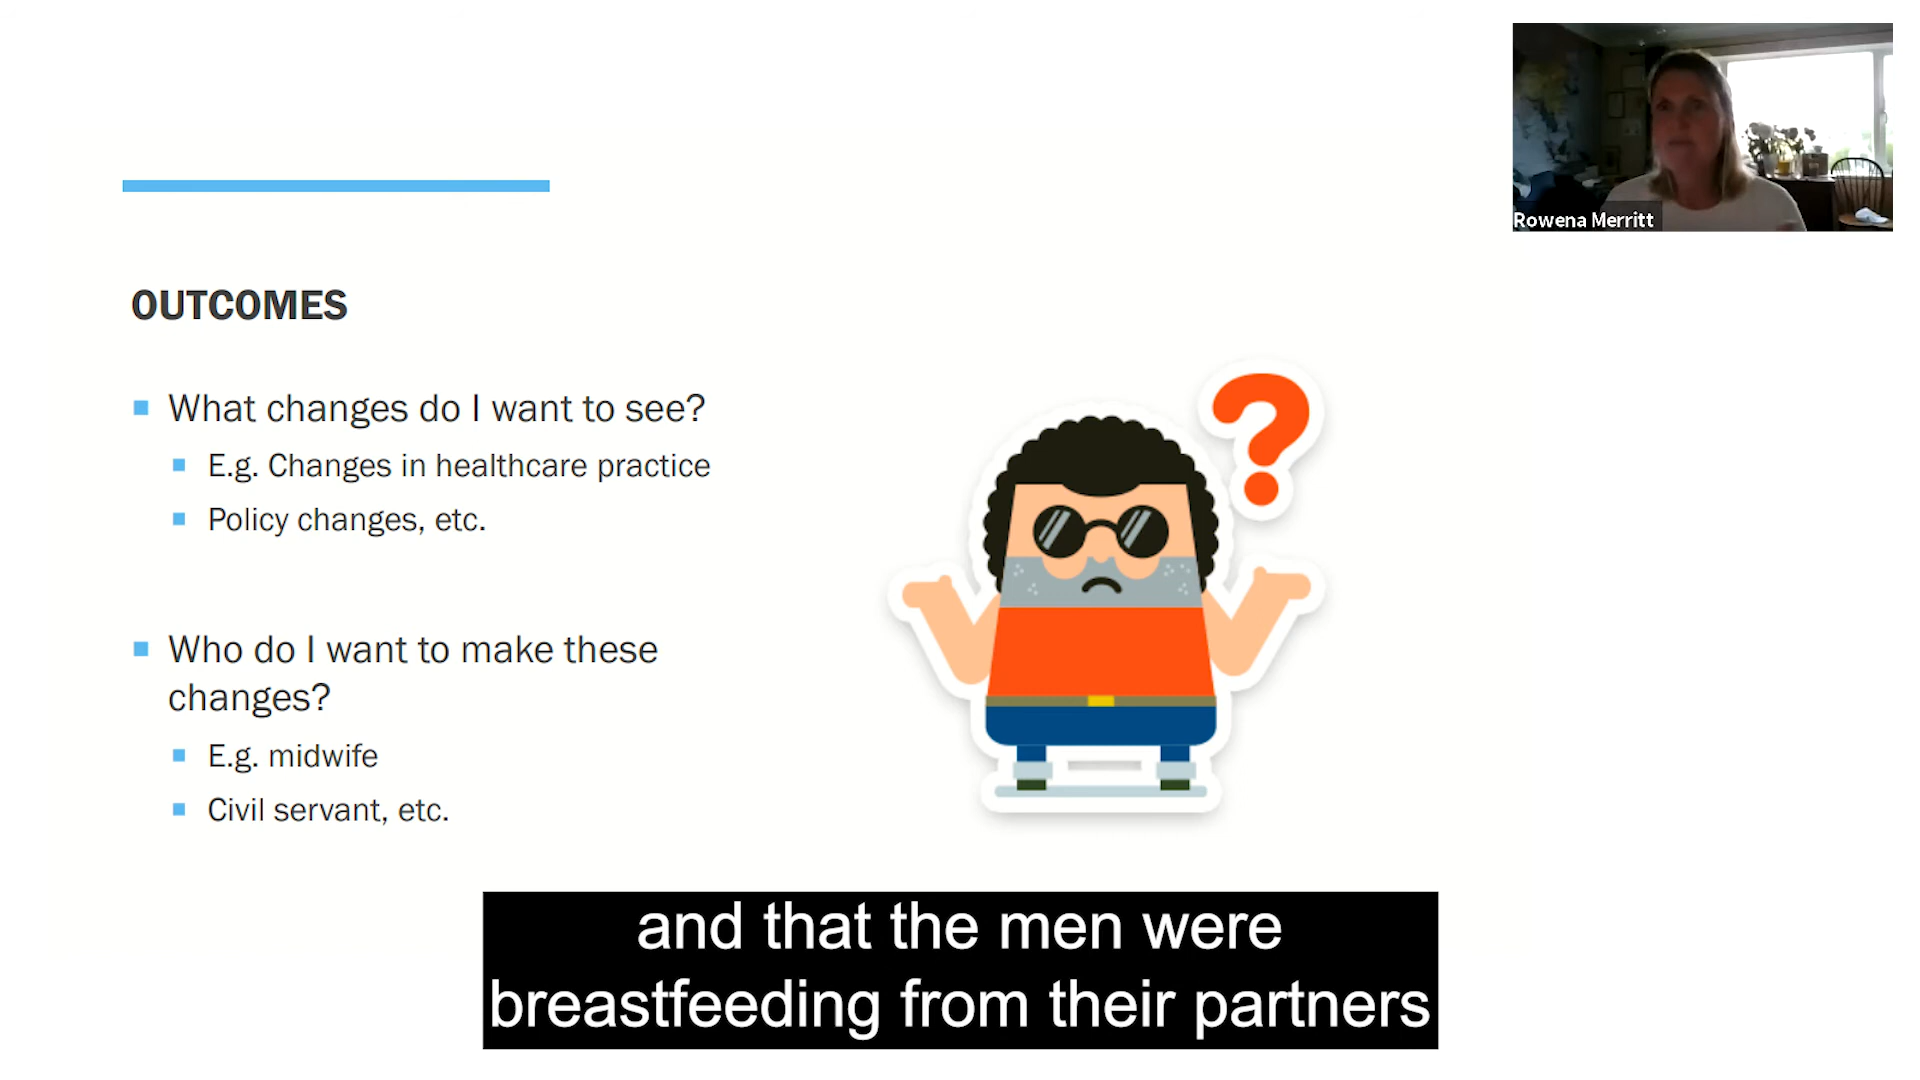 Rowena Merritt
OUTCOMES
What changes do I want to see?
E.g. Changes in healthcare practice
Policy changes, etc.
Who do I want to make these
changes?
E.g. midwife
Civil servant, etc.
?
and that the men were
breastfeeding from their partners